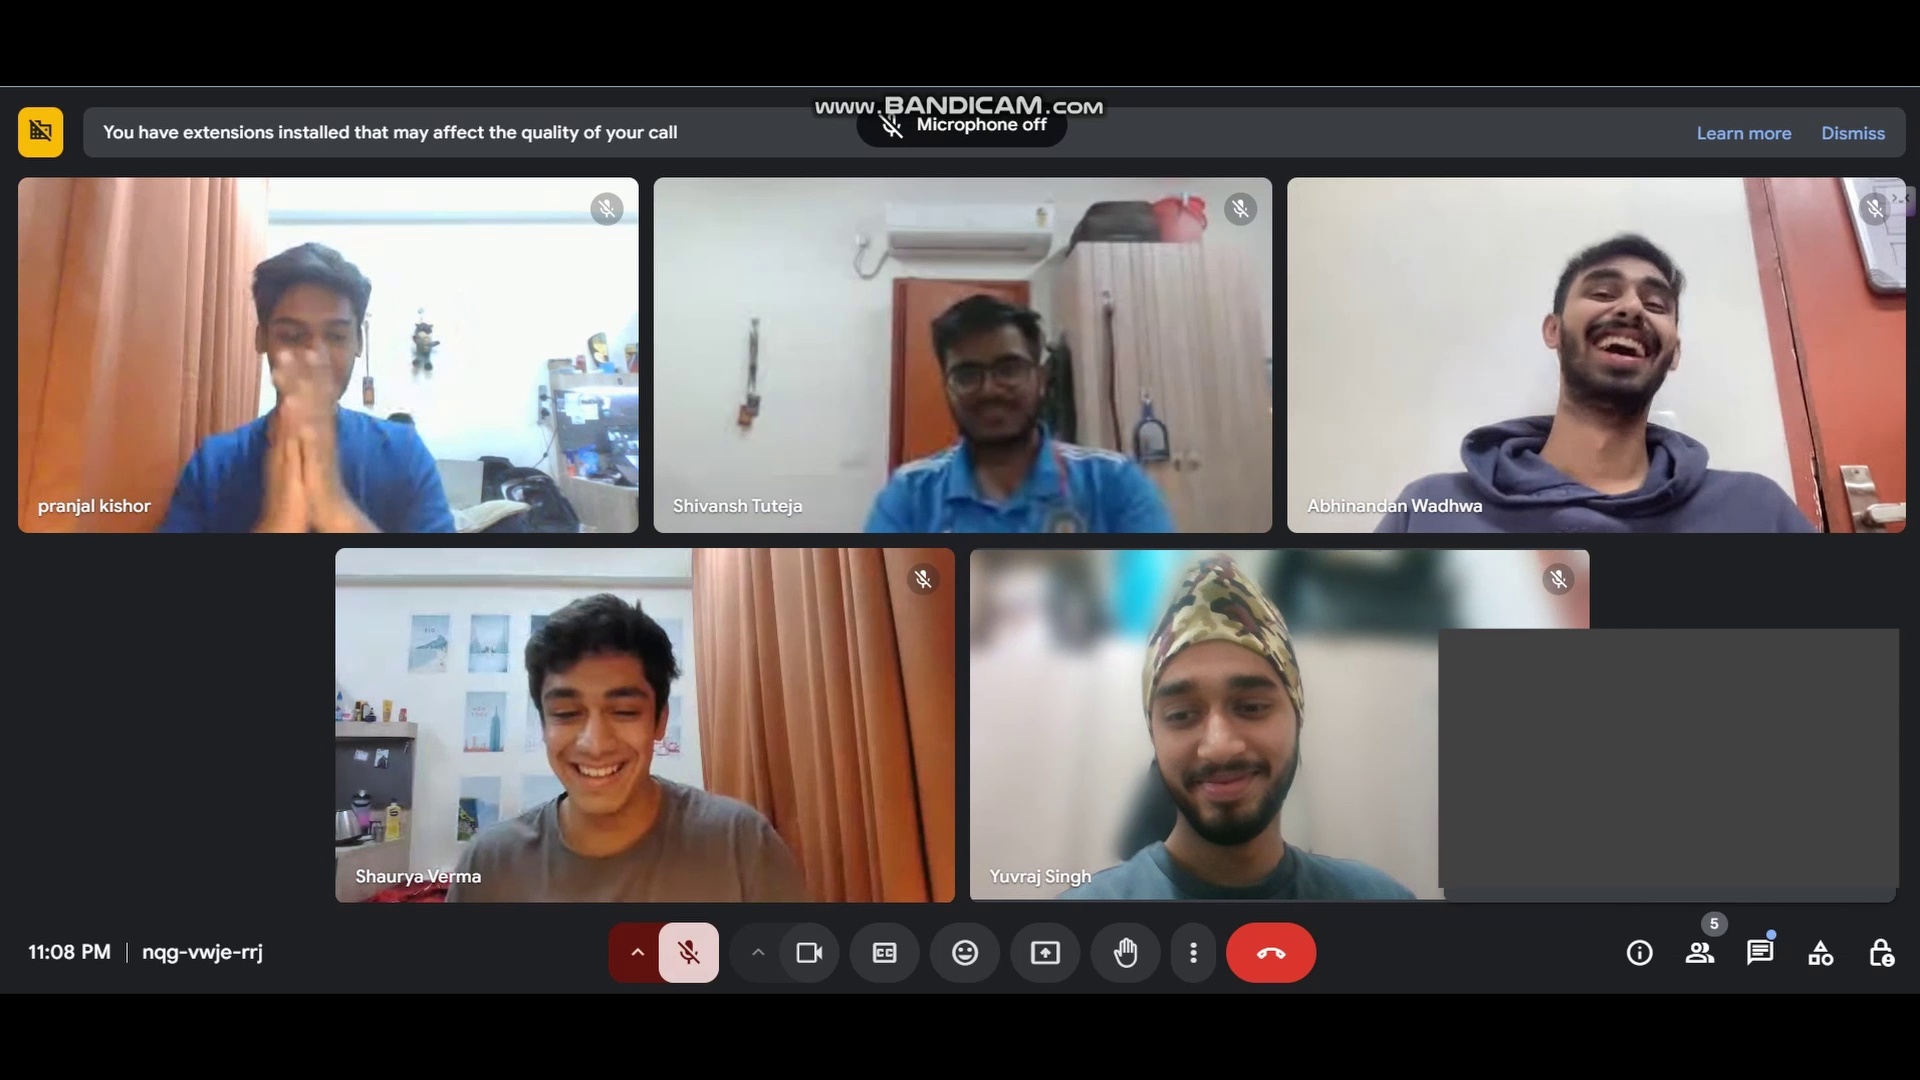 www.BANDICAM.com
You have extensions installed that may affect the quality of your call
Microphone off
Learn more
Dismiss
pranjal kishor
Shivansh Tuteja
Abhinandan Wadhwa
Shaurya Verma
Yuvraj Singh
11:08 PM
nqg-vwje-rrj
5